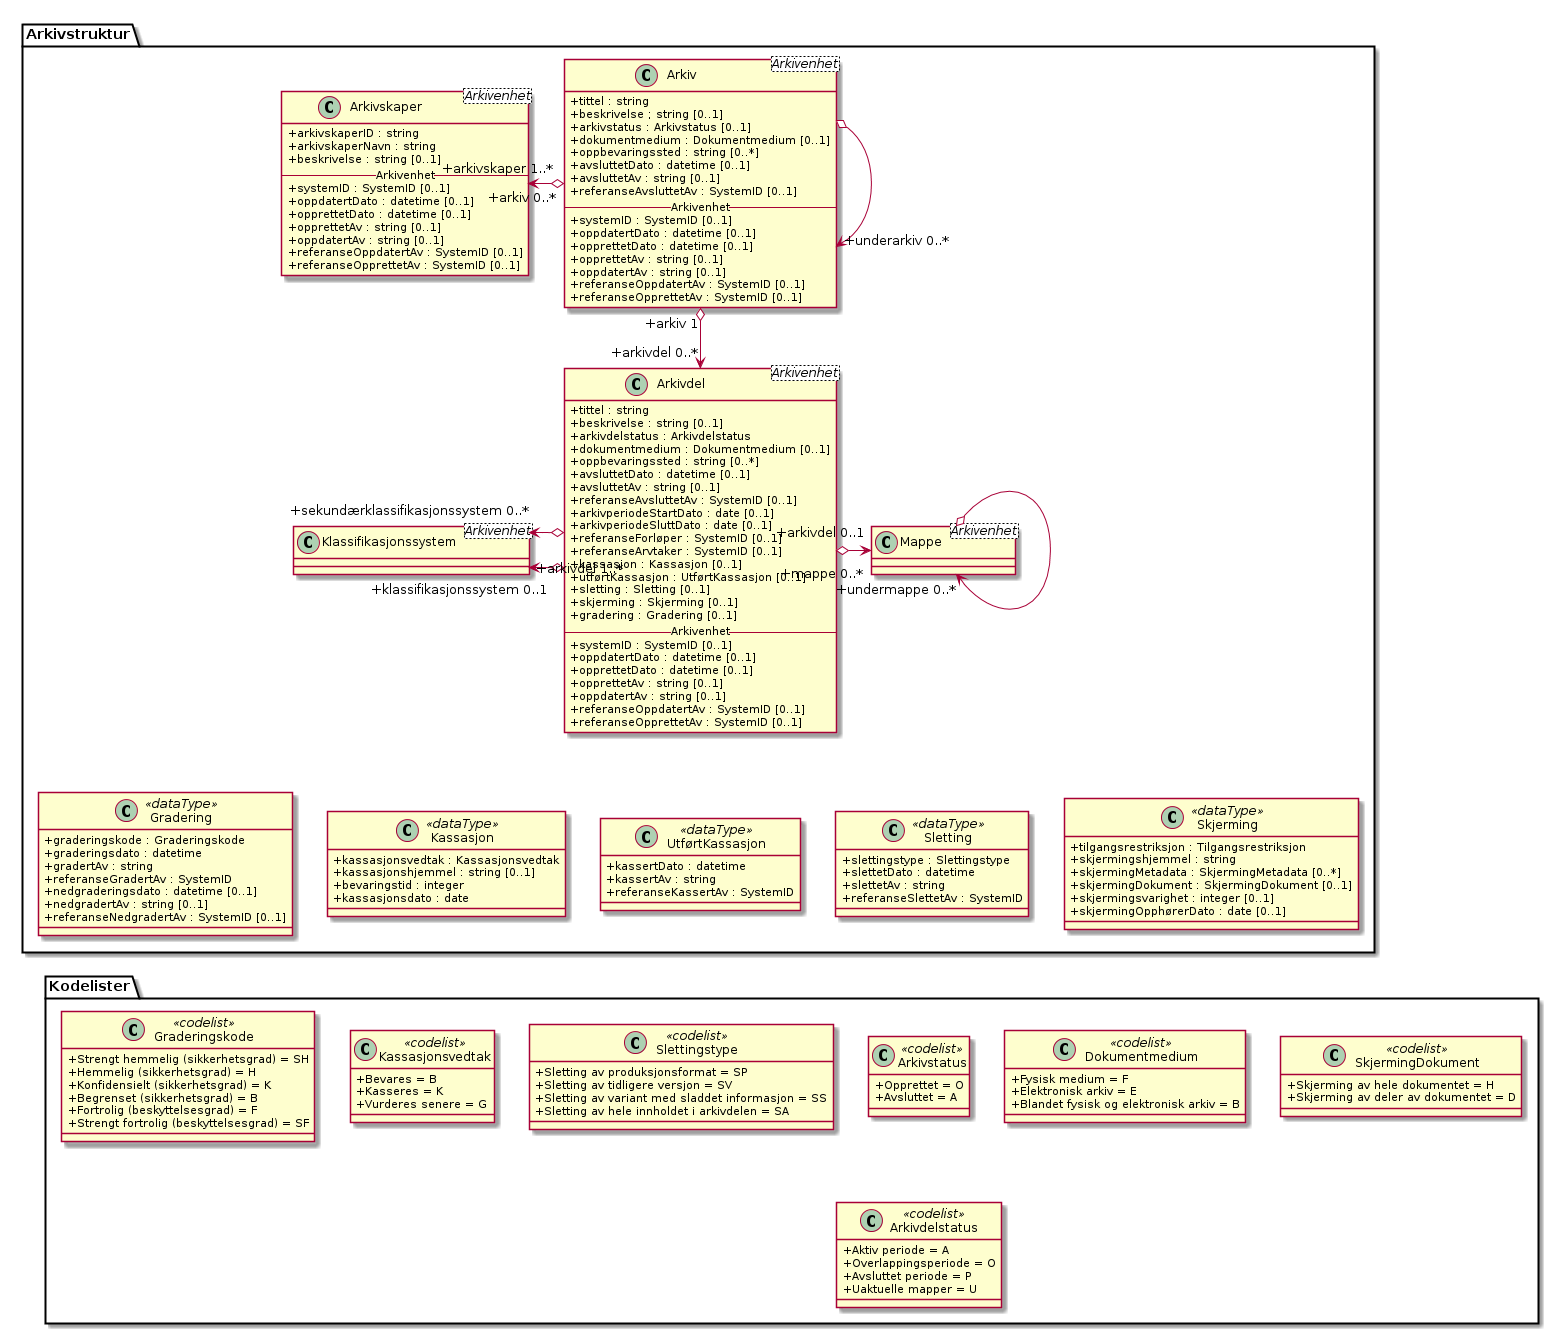 Arkivstruktur
Arkivenhet
Arkiv
+tittel : string
+beskrivelse ; string [0..1]
+arkivstatus : Arkivstatus [0..1]
+dokumentmedium : Dokumentmedium [0..1]
+oppbevaringssted : string [0..*]
+avsluttetDato : datetime [0..1]
+avsluttetAv : string [0..1]
+referanseAvsluttetAv : SystemID [0..1]
Arkivenhet
+systemID : SystemID [0..1]
+oppdatertDato : datetime [0..1]
+opprettetDato : datetime [0..1]
+opprettetAv : string [0..1]
+oppdatertAv : string [0..1]
+referanseOppdatertAv : SystemID [0..1]
+referanseOpprettetAv : SystemID [0..1]
Arkivenhet
Arkivskaper
+arkivskaperID : string
+arkivskaperNavn : string
+beskrivelse : string [0..1]
Arkivenhet
+systemID : SystemID [0..1]
+oppdatertDato : datetime [0..1]
+opprettetDato : datetime [0..1]
+opprettetAv : string [0..1]
+oppdatertAv : string [0..1]
+referanseOppdatertAv : SystemID [0..1]
+referanseOpprettetAv : SystemID [0..1]
+arkivskaper 1..*
+arkiv 0..*
+underarkiv 0..*
+arkiv 1
+arkivdel 0..*
Arkivenhet
Arkivdel
+tittel : string
+beskrivelse : string [0..1]
+arkivdelstatus : Arkivdelstatus
+dokumentmedium : Dokumentmedium [0..1]
+oppbevaringssted : string [0..*]
+avsluttetDato : datetime [0..1]
+avsluttetAv : string [0..1]
+referanseAvsluttetAv : SystemID [0..1]
+arkivperiodeStartDato : date [0..1]
+arkivperiodeSluttDato : date [0..1]
+referanseForløper : SystemID [0..1]
+referanseArvtaker : SystemID [0..1]
+kassasjon : Kassasjon [0..1]
+utførtKassasjon : UtførtKassasjon [0..1]
+sletting : Sletting [0..1]
+skjerming : Skjerming [0..1]
+gradering : Gradering [0..1]
Arkivenhet
+systemID : SystemID [0..1]
+oppdatertDato : datetime [0..1]
+opprettetDato : datetime [0..1]
+opprettetAv : string [0..1]
+oppdatertAv : string [0..1]
+referanseOppdatertAv : SystemID [0..1]
+referanseOpprettetAv : SystemID [0..1]
+sekundærklassifikasjonssystem 0..*
Arkivenhet
Klassifikasjonssystem
+arkivdel 1..*
+klassifikasjonssystem 0..1
+arkivdel 0..1
+mappe 0..*
Arkivenhet
Mappe
+undermappe 0..*
«dataType»
Gradering
+graderingskode : Graderingskode
+graderingsdato : datetime
+gradertAv : string
+referanseGradertAv : SystemID
+nedgraderingsdato : datetime [0..1]
+nedgradertAv : string [0..1]
+referanseNedgradertAv : SystemID [0..1]
«dataType»
Kassasjon
+kassasjonsvedtak : Kassasjonsvedtak
+kassasjonshjemmel : string [0..1]
+bevaringstid : integer
+kassasjonsdato : date
«dataType»
UtførtKassasjon
+kassertDato : datetime
+kassertAv : string
+referanseKassertAv : SystemID
«dataType»
Sletting
+slettingstype : Slettingstype
+slettetDato : datetime
+slettetAv : string
+referanseSlettetAv : SystemID
«dataType»
Skjerming
+tilgangsrestriksjon : Tilgangsrestriksjon
+skjermingshjemmel : string
+skjermingMetadata : SkjermingMetadata [0..*]
+skjermingDokument : SkjermingDokument [0..1]
+skjermingsvarighet : integer [0..1]
+skjermingOpphørerDato : date [0..1]
Kodelister
«codelist»
Graderingskode
+Strengt hemmelig (sikkerhetsgrad) = SH
+Hemmelig (sikkerhetsgrad) = H
+Konfidensielt (sikkerhetsgrad) = K
+Begrenset (sikkerhetsgrad) = B
+Fortrolig (beskyttelsesgrad) = F
+Strengt fortrolig (beskyttelsesgrad) = SF
«codelist»
Kassasjonsvedtak
+Bevares = B
+Kasseres = K
+Vurderes senere = G
«codelist»
Slettingstype
+Sletting av produksjonsformat = SP
+Sletting av tidligere versjon = SV
+Sletting av variant med sladdet informasjon = SS
+Sletting av hele innholdet i arkivdelen = SA
«codelist»
Arkivstatus
+Opprettet = O
+Avsluttet = A
«codelist»
Dokumentmedium
+Fysisk medium = F
+Elektronisk arkiv = E
+Blandet fysisk og elektronisk arkiv = B
«codelist»
SkjermingDokument
+Skjerming av hele dokumentet = H
+Skjerming av deler av dokumentet = D
«codelist»
Arkivdelstatus
+Aktiv periode = A
+Overlappingsperiode = O
+Avsluttet periode = P
+Uaktuelle mapper = U